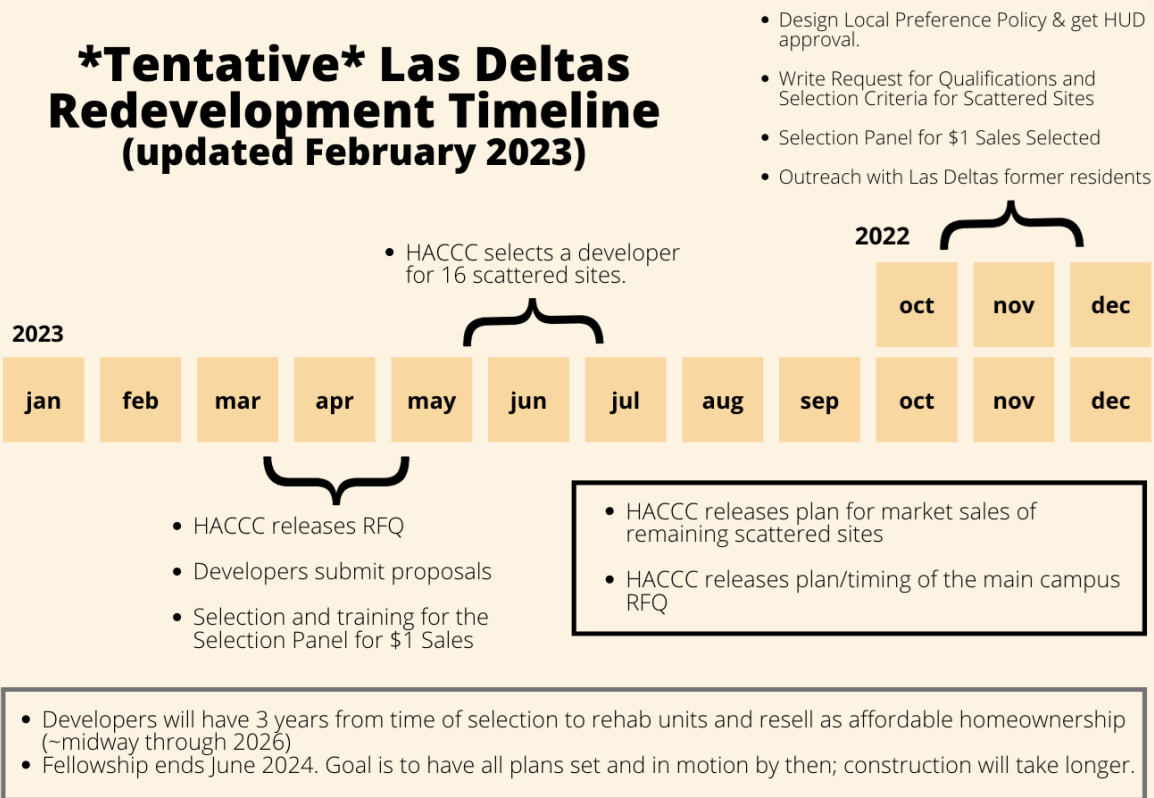 *Tentative* Las Deltas
Redevelopment Timeline
(updated February 2023)
• Design Local Preference Policy & get HUD
approval.
• Write Request for Qualifications and
Selection Criteria for Scattered Sites
• Selection Panel for $1 Sales Selected
• Outreach with Las Deltas former residents
2022
oct nov dec
• HACCC selects a developer
for 16 scattered sites.
2023
jan feb mar apr may jun jul aug sep oct nov dec
• HACCC releases RFQ
• Developers submit proposals
• Selection and training for the
Selection Panel for $1 Sales
• HACCC releases plan for market sales of
remaining scattered sites
• HACCC releases plan/timing of the main campus
RFQ
• Developers will have 3 years from time of selection to rehab units and resell as affordable homeownership
(~midway through 2026)
• Fellowship ends June 2024. Goal is to have all plans set and in motion by then; construction will take longer.